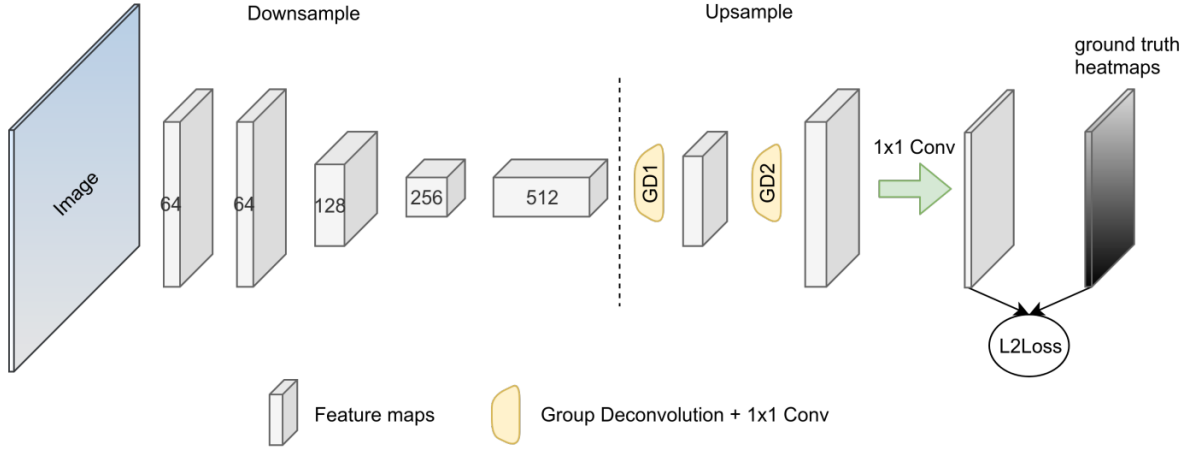 Downsample
Upsample
ground truth
heatmaps
Image
64
64
128
256
512
GD1
GD2
1x1 Conv
L2Loss
Feature maps
Group Deconvolution + 1x1 Conv